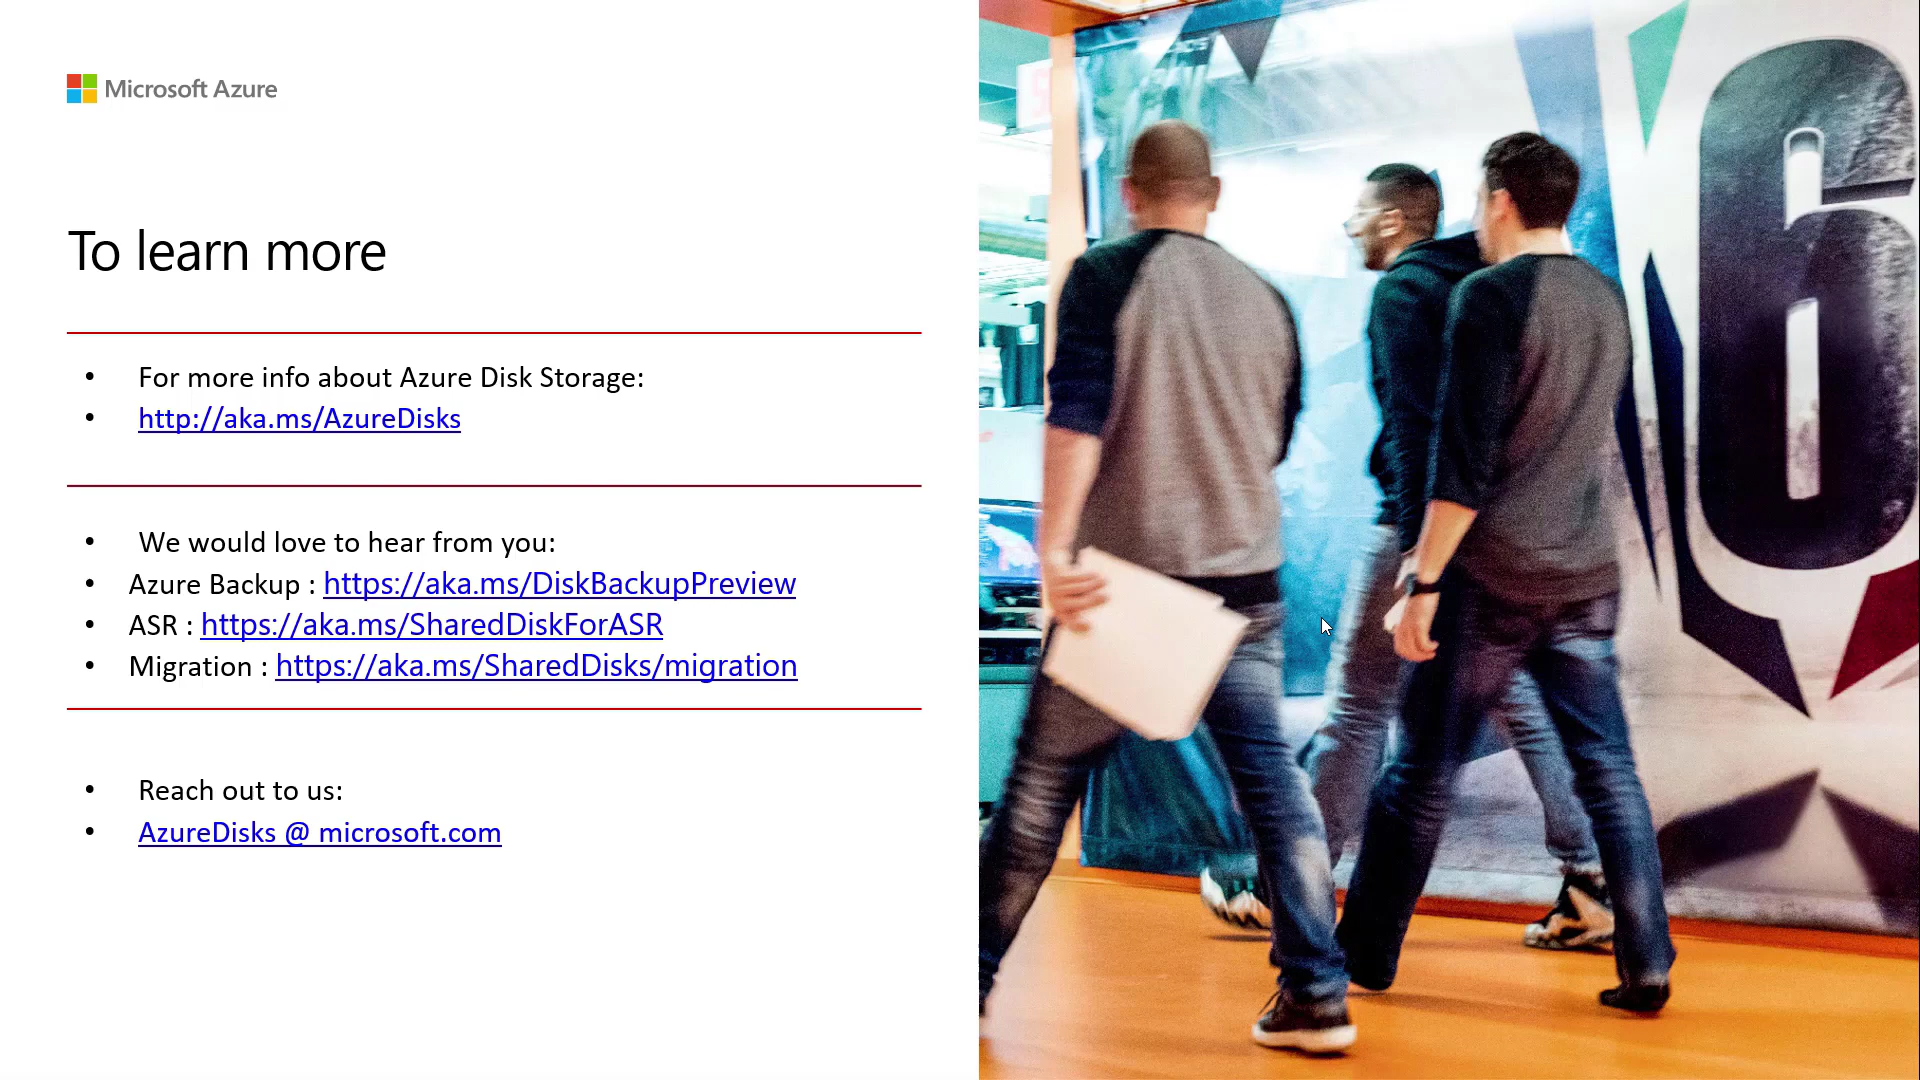 Microsoft Azure
To learn more
• For more info about Azure Disk Storage:
• http://aka.ms/AzureDisks
• We would love to hear from you:
• Azure Backup : https://aka.ms/DiskBackupPreview
• ASR : https://aka.ms/SharedDiskForASR
• Migration : https://aka.ms/SharedDisks/migration
• Reach out to us:
• AzureDisks @ microsoft.com
6